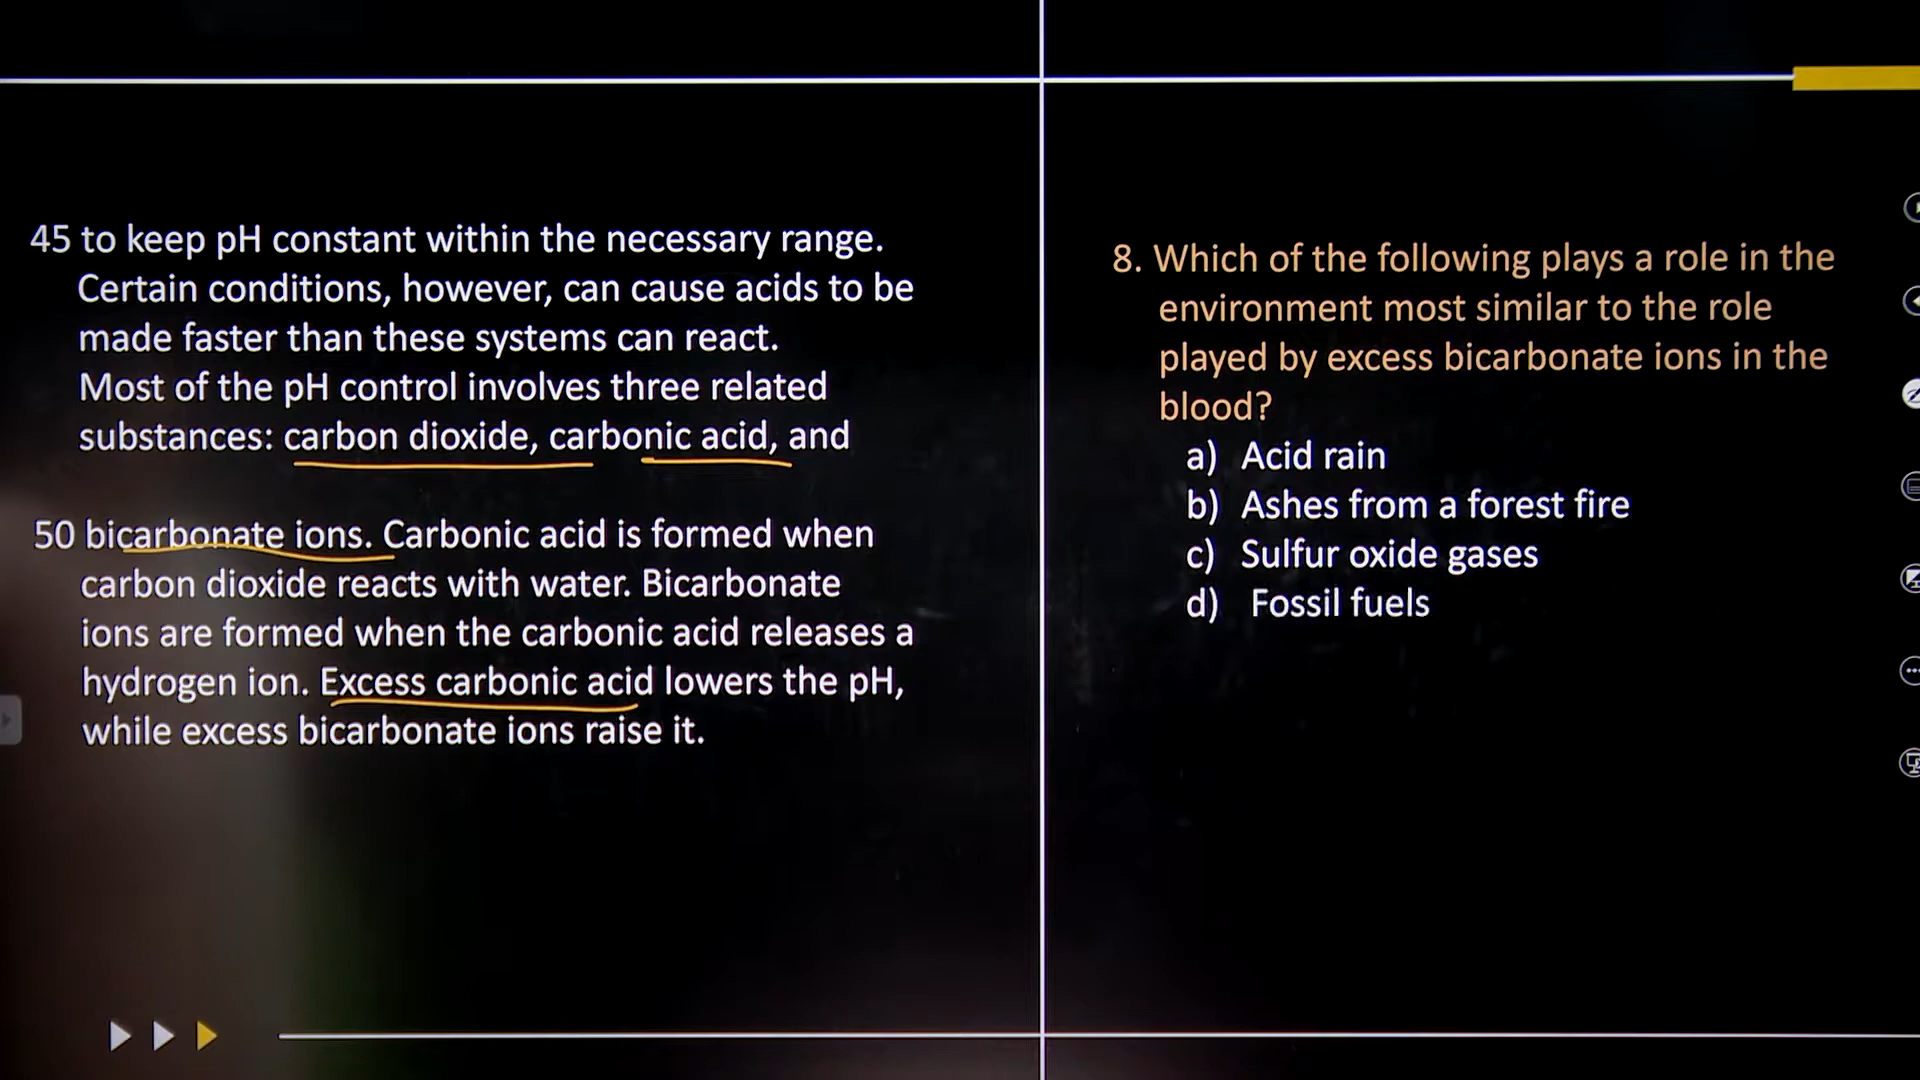 45 to keep pH constant within the necessary range.
Certain conditions, however, can cause acids to be
made faster than these systems can react.
Most of the pH control involves three related
substances: carbon dioxide, carbonic acid, and
50 bicarbonate ions. Carbonic acid is formed when
carbon dioxide reacts with water. Bicarbonate
ions are formed when the carbonic acid releases a
hydrogen ion. Excess carbonic acid lowers the pH,
while excess bicarbonate ions raise it.
8. Which of the following plays a role in the
environment most similar to the role
played by excess bicarbonate ions in the
blood?
a) Acid rain
b) Ashes from a forest fire
c) Sulfur oxide gases
d) Fossil fuels